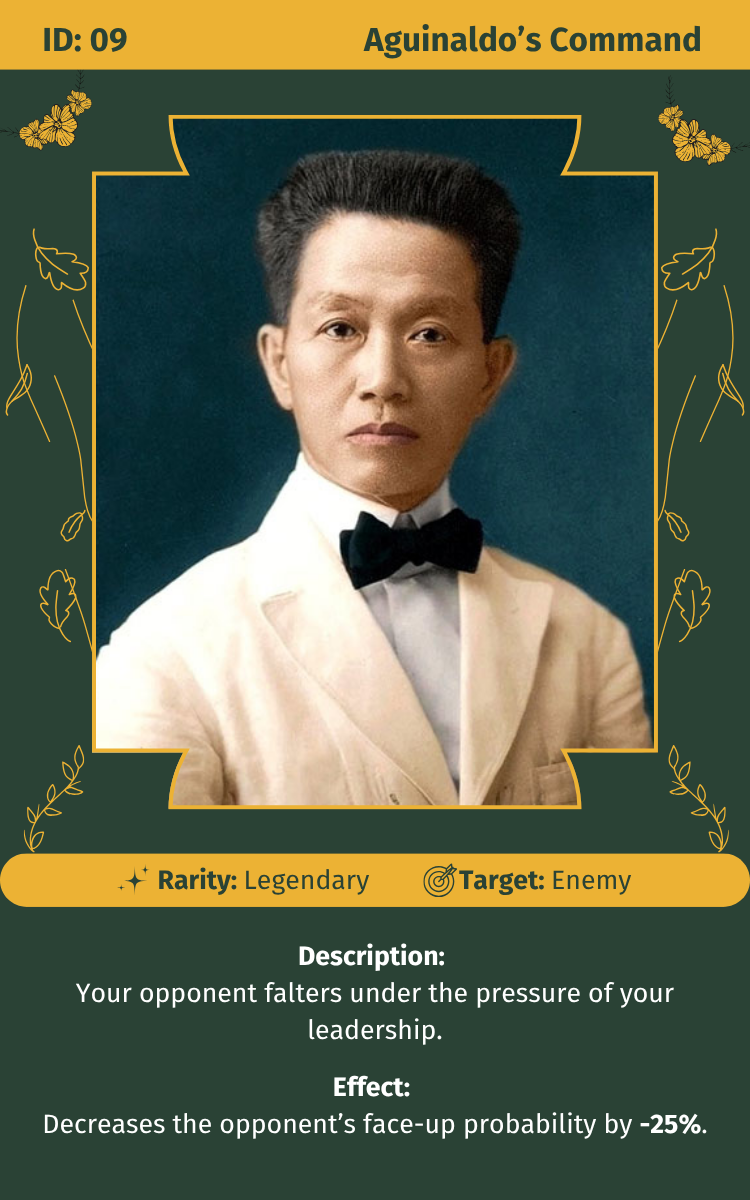 ID: 09
Aguinaldo’s Command
Rarity: Legendary
Target: Enemy
Description:
Your opponent falters under the pressure of your
leadership.
Effect:
Decreases the opponent’s face-up probability by -25%.